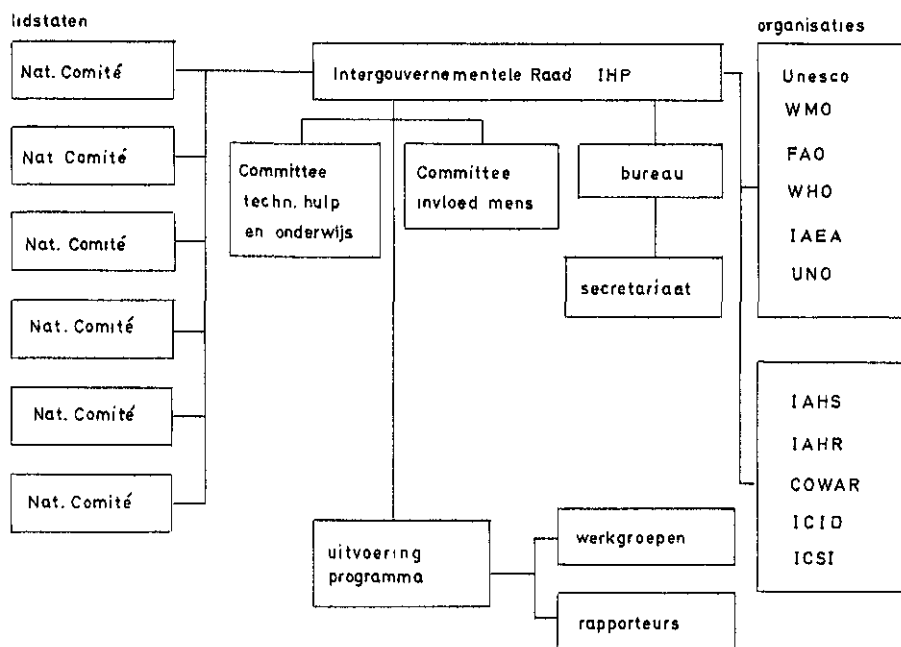 lidstaten
Nat. Comité
Nat Comité
Nat. Comité
Nat. Comité
Nat. Comité
Nat. Comité
Intergouvernementele Raad IHP
Committee
techn. hulp
en onderwijs
Committee
invloed mens
bureau
secretariaat
uitvoering
programma
werkgroepen
rapporteurs
organisaties
Unesco
WMO
FAO
WHO
IAEA
UNO
IAHS
IAHR
COWAR
ICID
ICSI